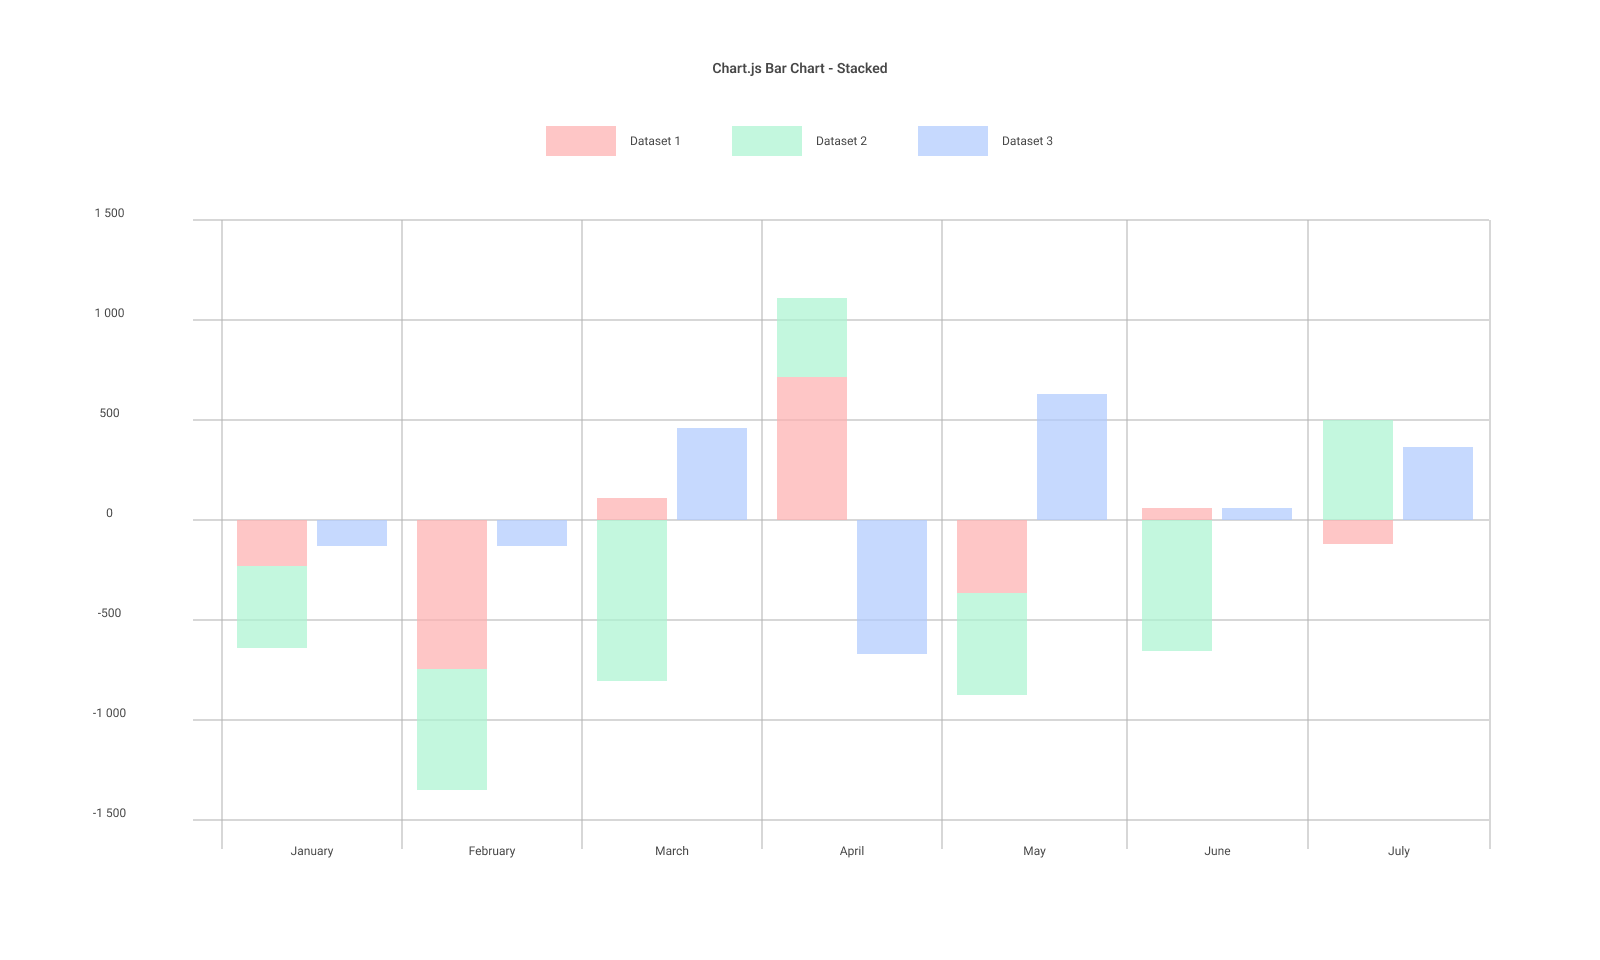 Chart.js Bar Chart - Stacked
Dataset 1 Dataset 2 Dataset 3
1 500
1 000
500
0
-500
-1 000
-1 500
January February March April May June July